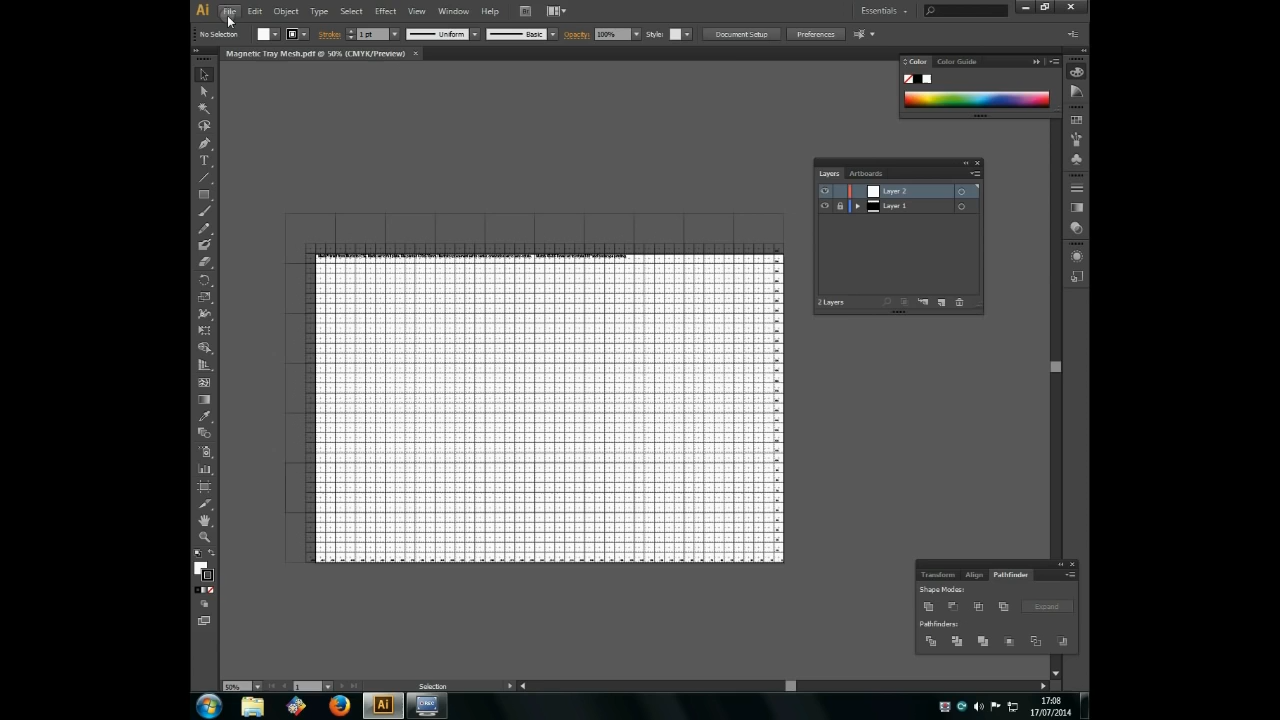 Ai File Edit Object Type Select Effect View Window Help Br Essentials
No Selection Stroke: 1 pt Uniform Basic Opacity: 100% Style: Document Setup Preferences
Magnetic Tray Mesh.pdf @ 50% (CMYK/Preview) ×
Color Color Guide
Layers Artboards
Layer 2
Layer 1
2 Layers
Transform Align Pathfinder
Shape Modes:
Expand
Pathfinders:
50% 1 Selection
Ai
17:08
17/07/2014